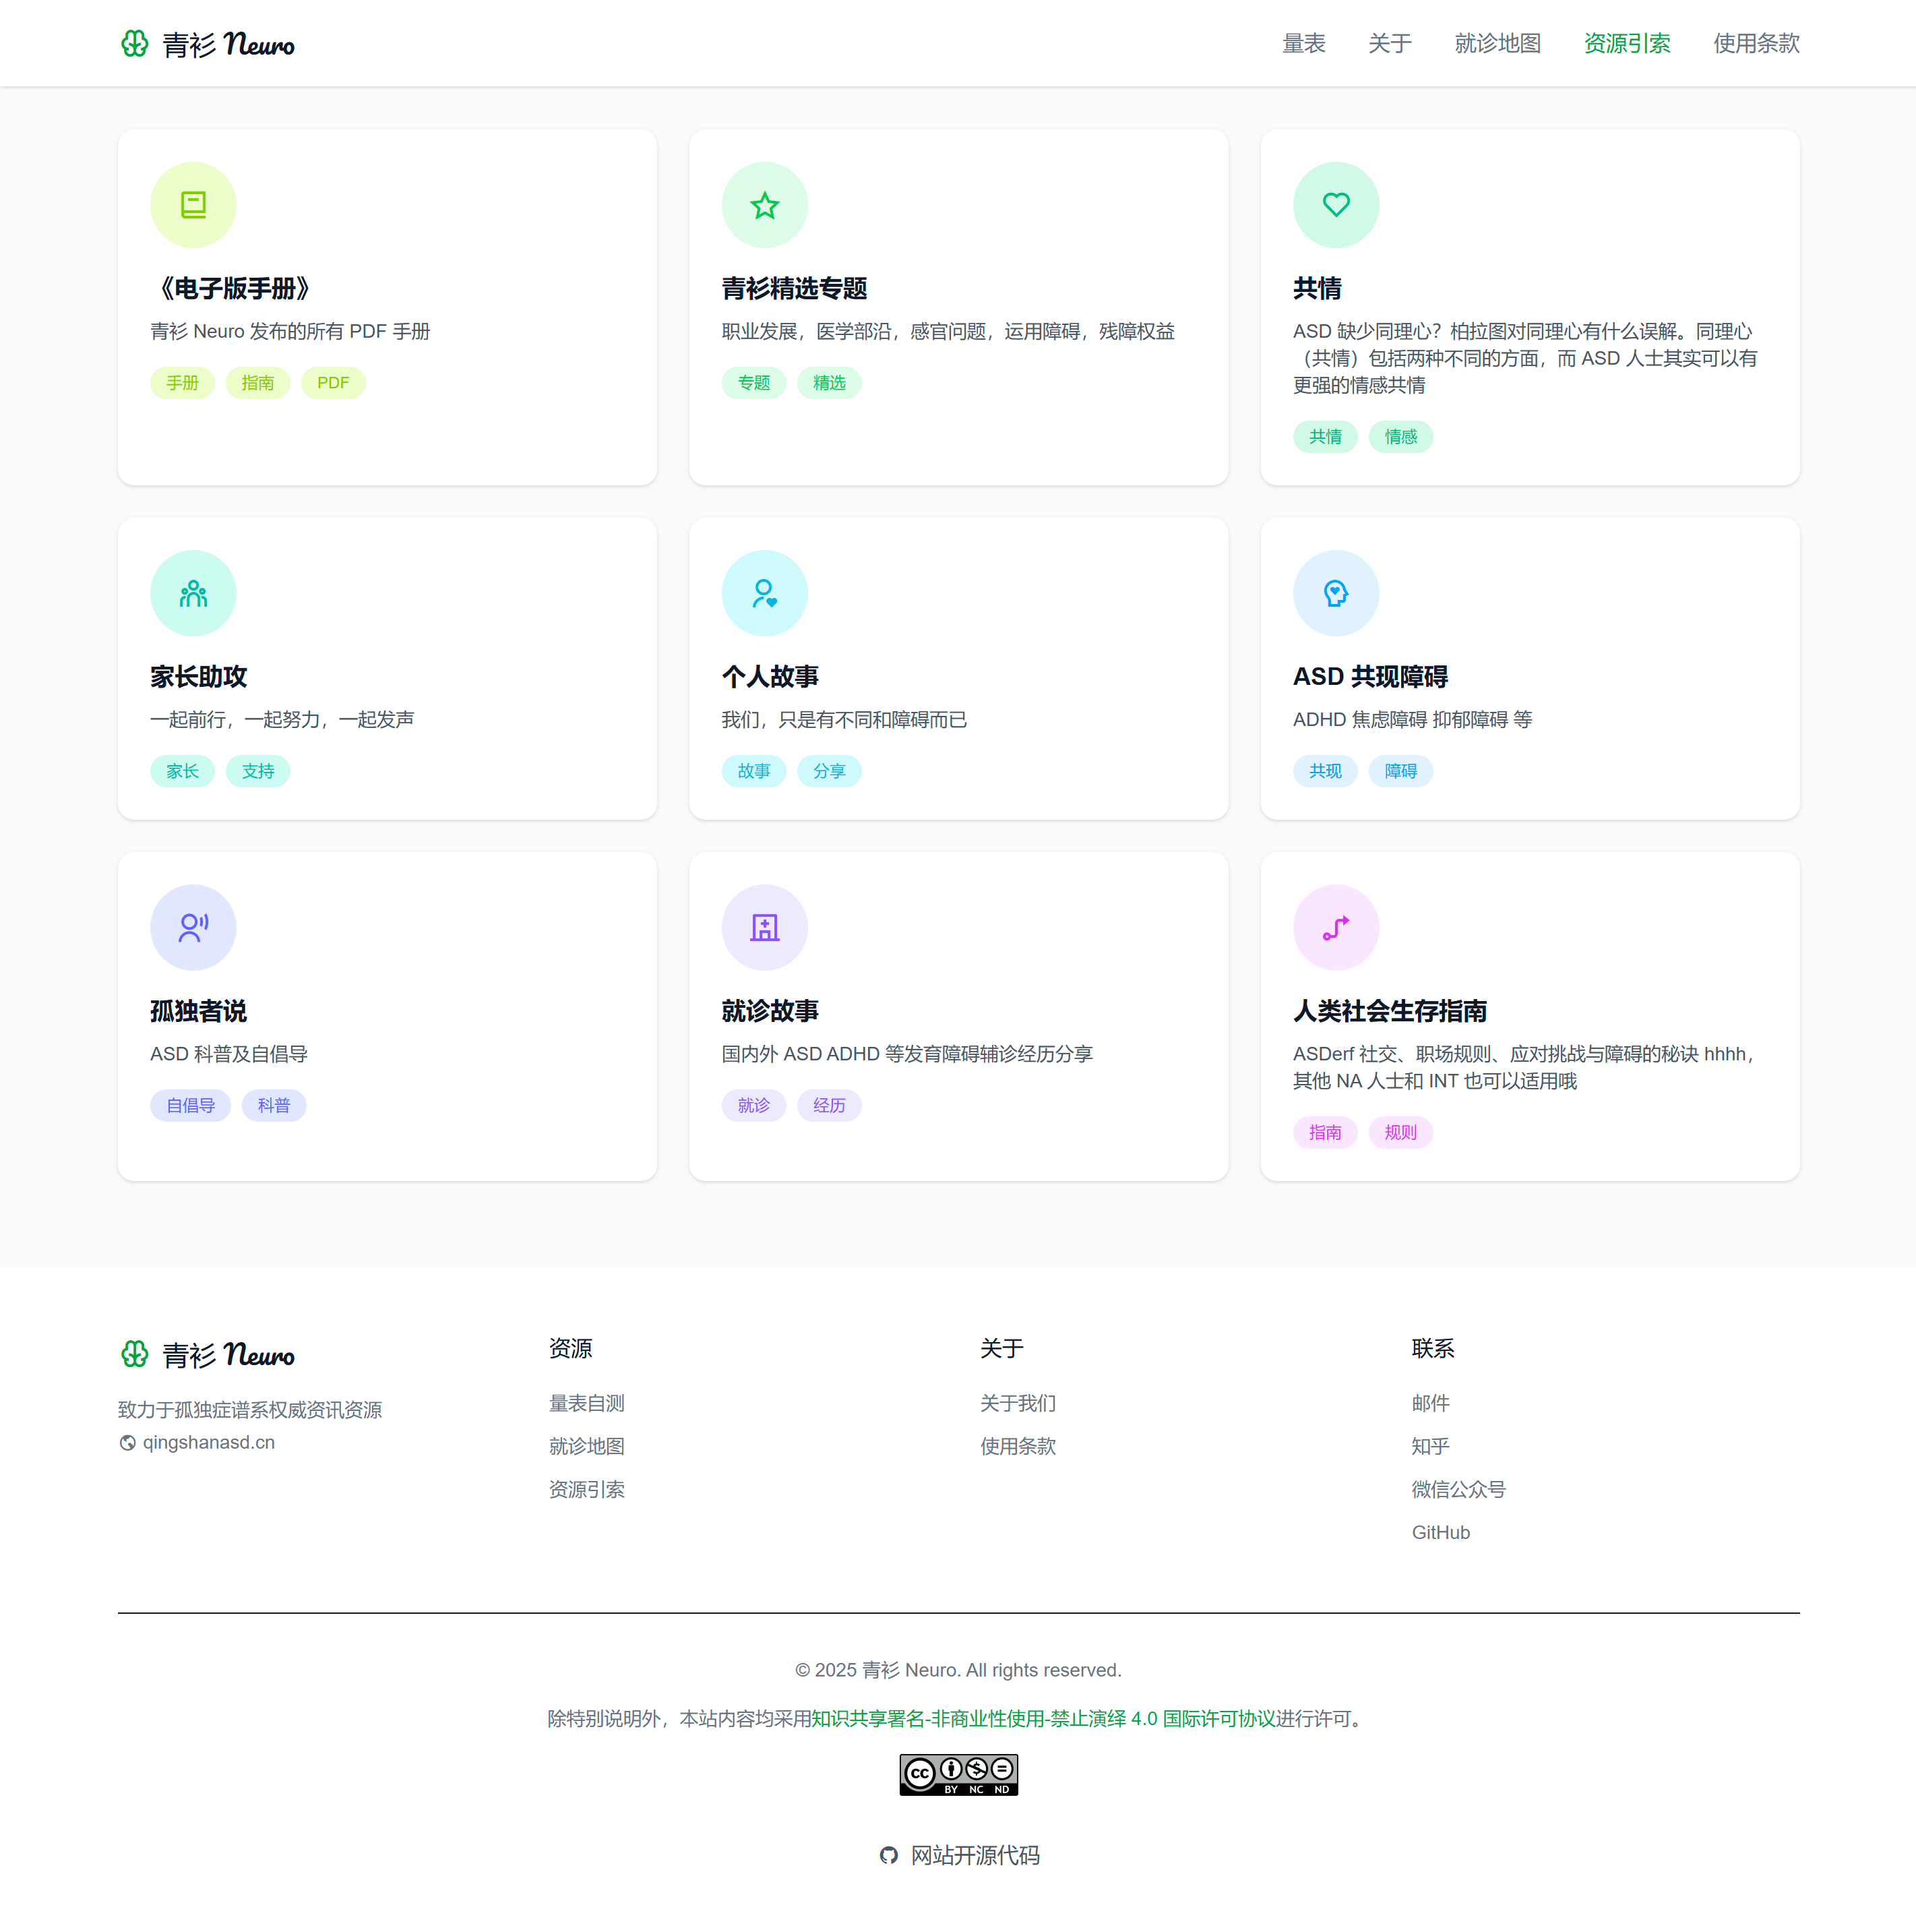 青衫 Neuro
量表
关于
就诊地图
资源引索
使用条款
《电子版手册》
青衫 Neuro 发布的所有 PDF 手册
手册
指南
PDF
青衫精选专题
职业发展，医学部沿，感官问题，运用障碍，残障权益
专题
精选
共情
ASD 缺少同理心？柏拉图对同理心有什么误解。同理心
（共情）包括两种不同的方面，而 ASD 人士其实可以有
更强的情感共情
共情
情感
家长助攻
一起前行，一起努力，一起发声
家长
支持
个人故事
我们，只是有不同和障碍而已
故事
分享
ASD 共现障碍
ADHD 焦虑障碍 抑郁障碍 等
共现
障碍
孤独者说
ASD 科普及自倡导
自倡导
科普
就诊故事
国内外 ASD ADHD 等发育障碍辅诊经历分享
就诊
经历
人类社会生存指南
ASDerf 社交、职场规则、应对挑战与障碍的秘诀 hhhh，
其他 NA 人士和 INT 也可以适用哦
指南
规则
青衫 Neuro
致力于孤独症谱系权威资讯资源
qingshanasd.cn
资源
量表自测
就诊地图
资源引索
关于
关于我们
使用条款
联系
邮件
知乎
微信公众号
GitHub
© 2025 青衫 Neuro. All rights reserved.
除特别说明外，本站内容均采用知识共享署名-非商业性使用-禁止演绎 4.0 国际许可协议进行许可。
CC BY NC ND
网站开源代码